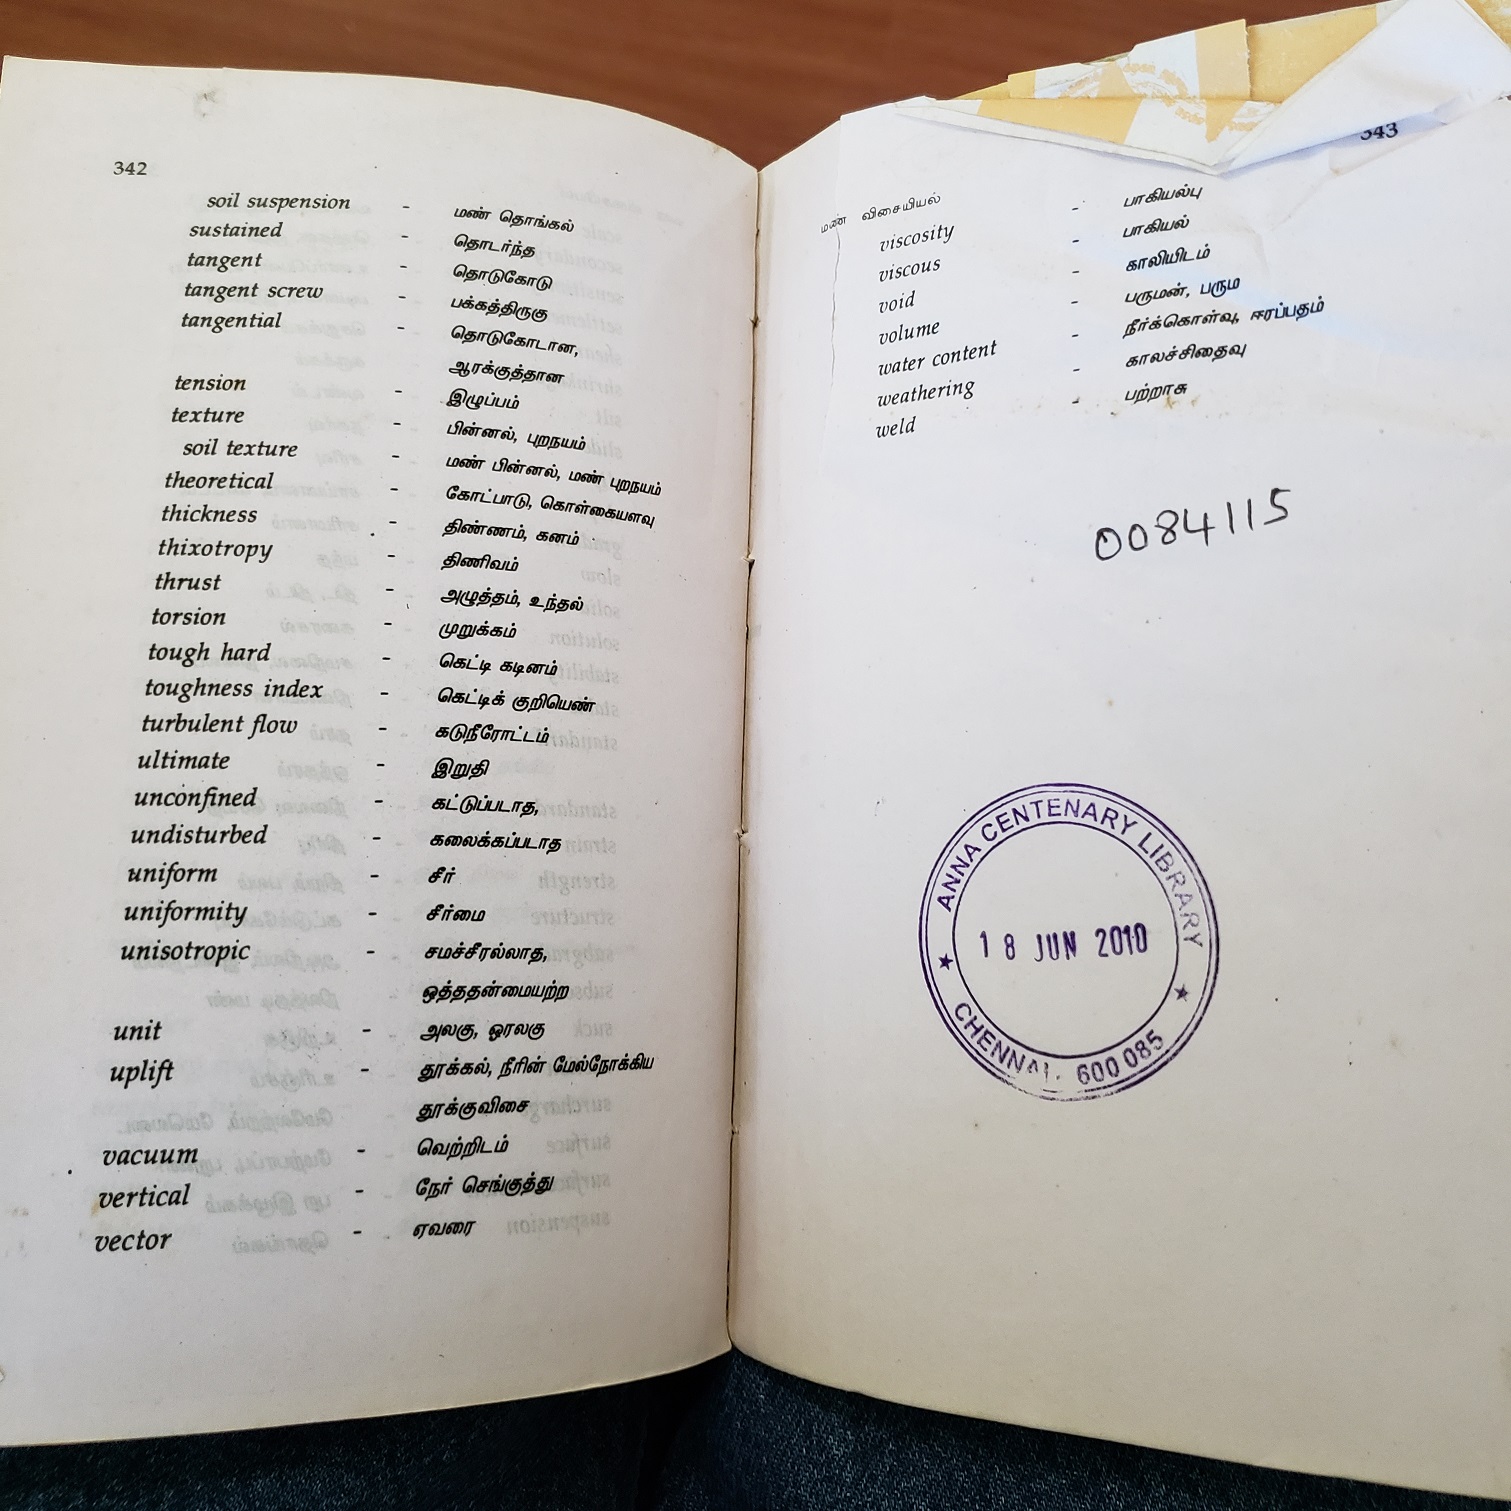 342
soil suspension - மண் தொங்கல்
sustained - தொடர்ந்த
tangent - தொடுகோடு
tangent screw - பக்கத்திருகு
tangential - தொடுகோடான,
ஆரக்குத்தான
tension - இழுப்பம்
texture - பின்னல், புறநயம்
soil texture - மண் பின்னல், மண் புறநயம்
theoretical - கோட்பாடு, கொள்கையளவு
thickness - திண்ணம், கனம்
thixotropy - திணிவம்
thrust - அழுத்தம், உந்தல்
torsion - முறுக்கம்
tough hard - கெட்டி கடினம்
toughness index - கெட்டிக் குறியெண்
turbulent flow - கடுநீரோட்டம்
ultimate - இறுதி
unconfined - கட்டுப்படாத,
undisturbed - கலைக்கப்படாத
uniform - சீர்
uniformity - சீர்மை
unisotropic - சமச்சீரல்லாத,
ஒத்ததன்மையற்ற
unit - அலகு, ஓரலகு
uplift - தூக்கல், நீரின் மேல்நோக்கிய
தூக்குவிசை
vacuum - வெற்றிடம்
vertical - நேர் செங்குத்து
vector - ஏவரை
343
மண் விசையியல்
viscosity - பாகியல்பு
viscous - பாகியல்
void - காலியிடம்
volume - பருமன், பரும
water content - நீர்க்கொள்வு, ஈரப்பதம்
weathering - காலச்சிதைவு
weld - பற்றாசு
0084115
ANNA CENTENARY LIBRARY
18 JUN 2010
CHENNAI. 600 085